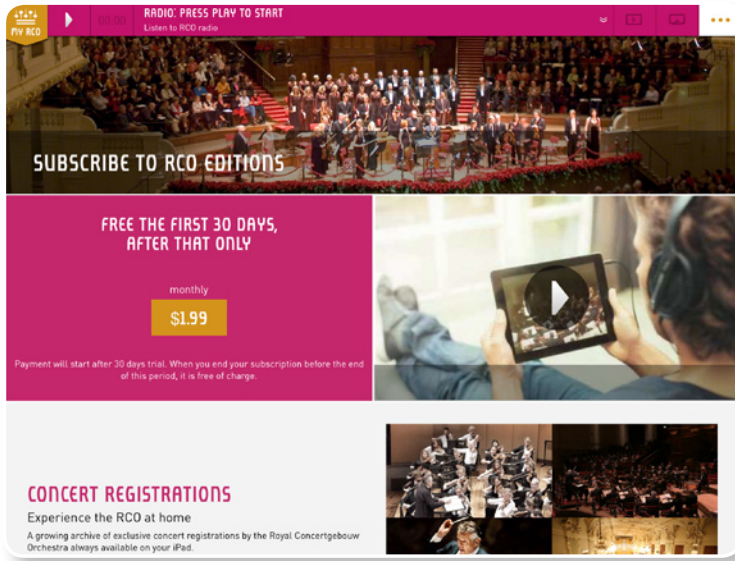 MY RCO
00:00
RADIO: PRESS PLAY TO START
Listen to RCO radio
SUBSCRIBE TO RCO EDITIONS
FREE THE FIRST 30 DAYS,
AFTER THAT ONLY
monthly
$1.99
Payment will start after 30 days trial. When you end your subscription before the end
of this period, it is free of charge.
CONCERT REGISTRATIONS
Experience the RCO at home
A growing archive of exclusive concert registrations by the Royal Concertgebouw
Orchestra always available on your iPad.